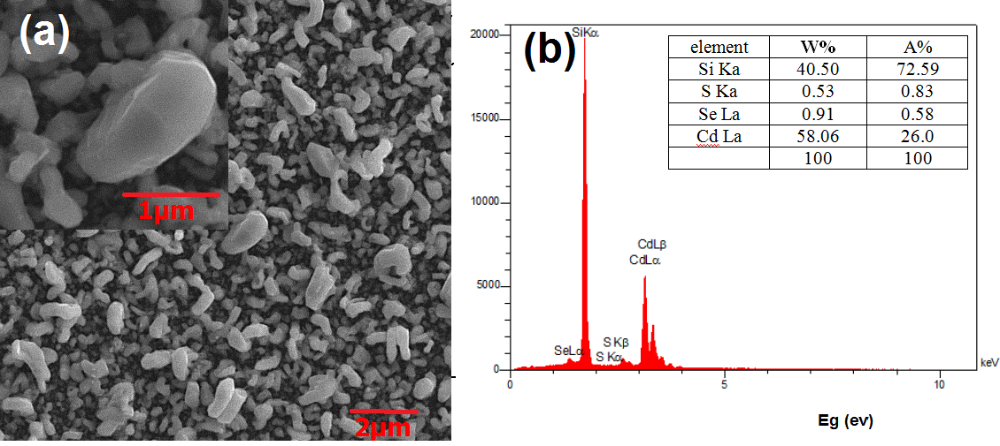 (a)
1μm
2μm
(b)
SiKα
20000
15000
10000
5000
0
CdLβ
CdLα
SeLα
S Kβ
S Kα
0 5 10
keV
Eg (ev)
element W% A%
Si Ka 40.50 72.59
S Ka 0.53 0.83
Se La 0.91 0.58
Cd La 58.06 26.0
100 100